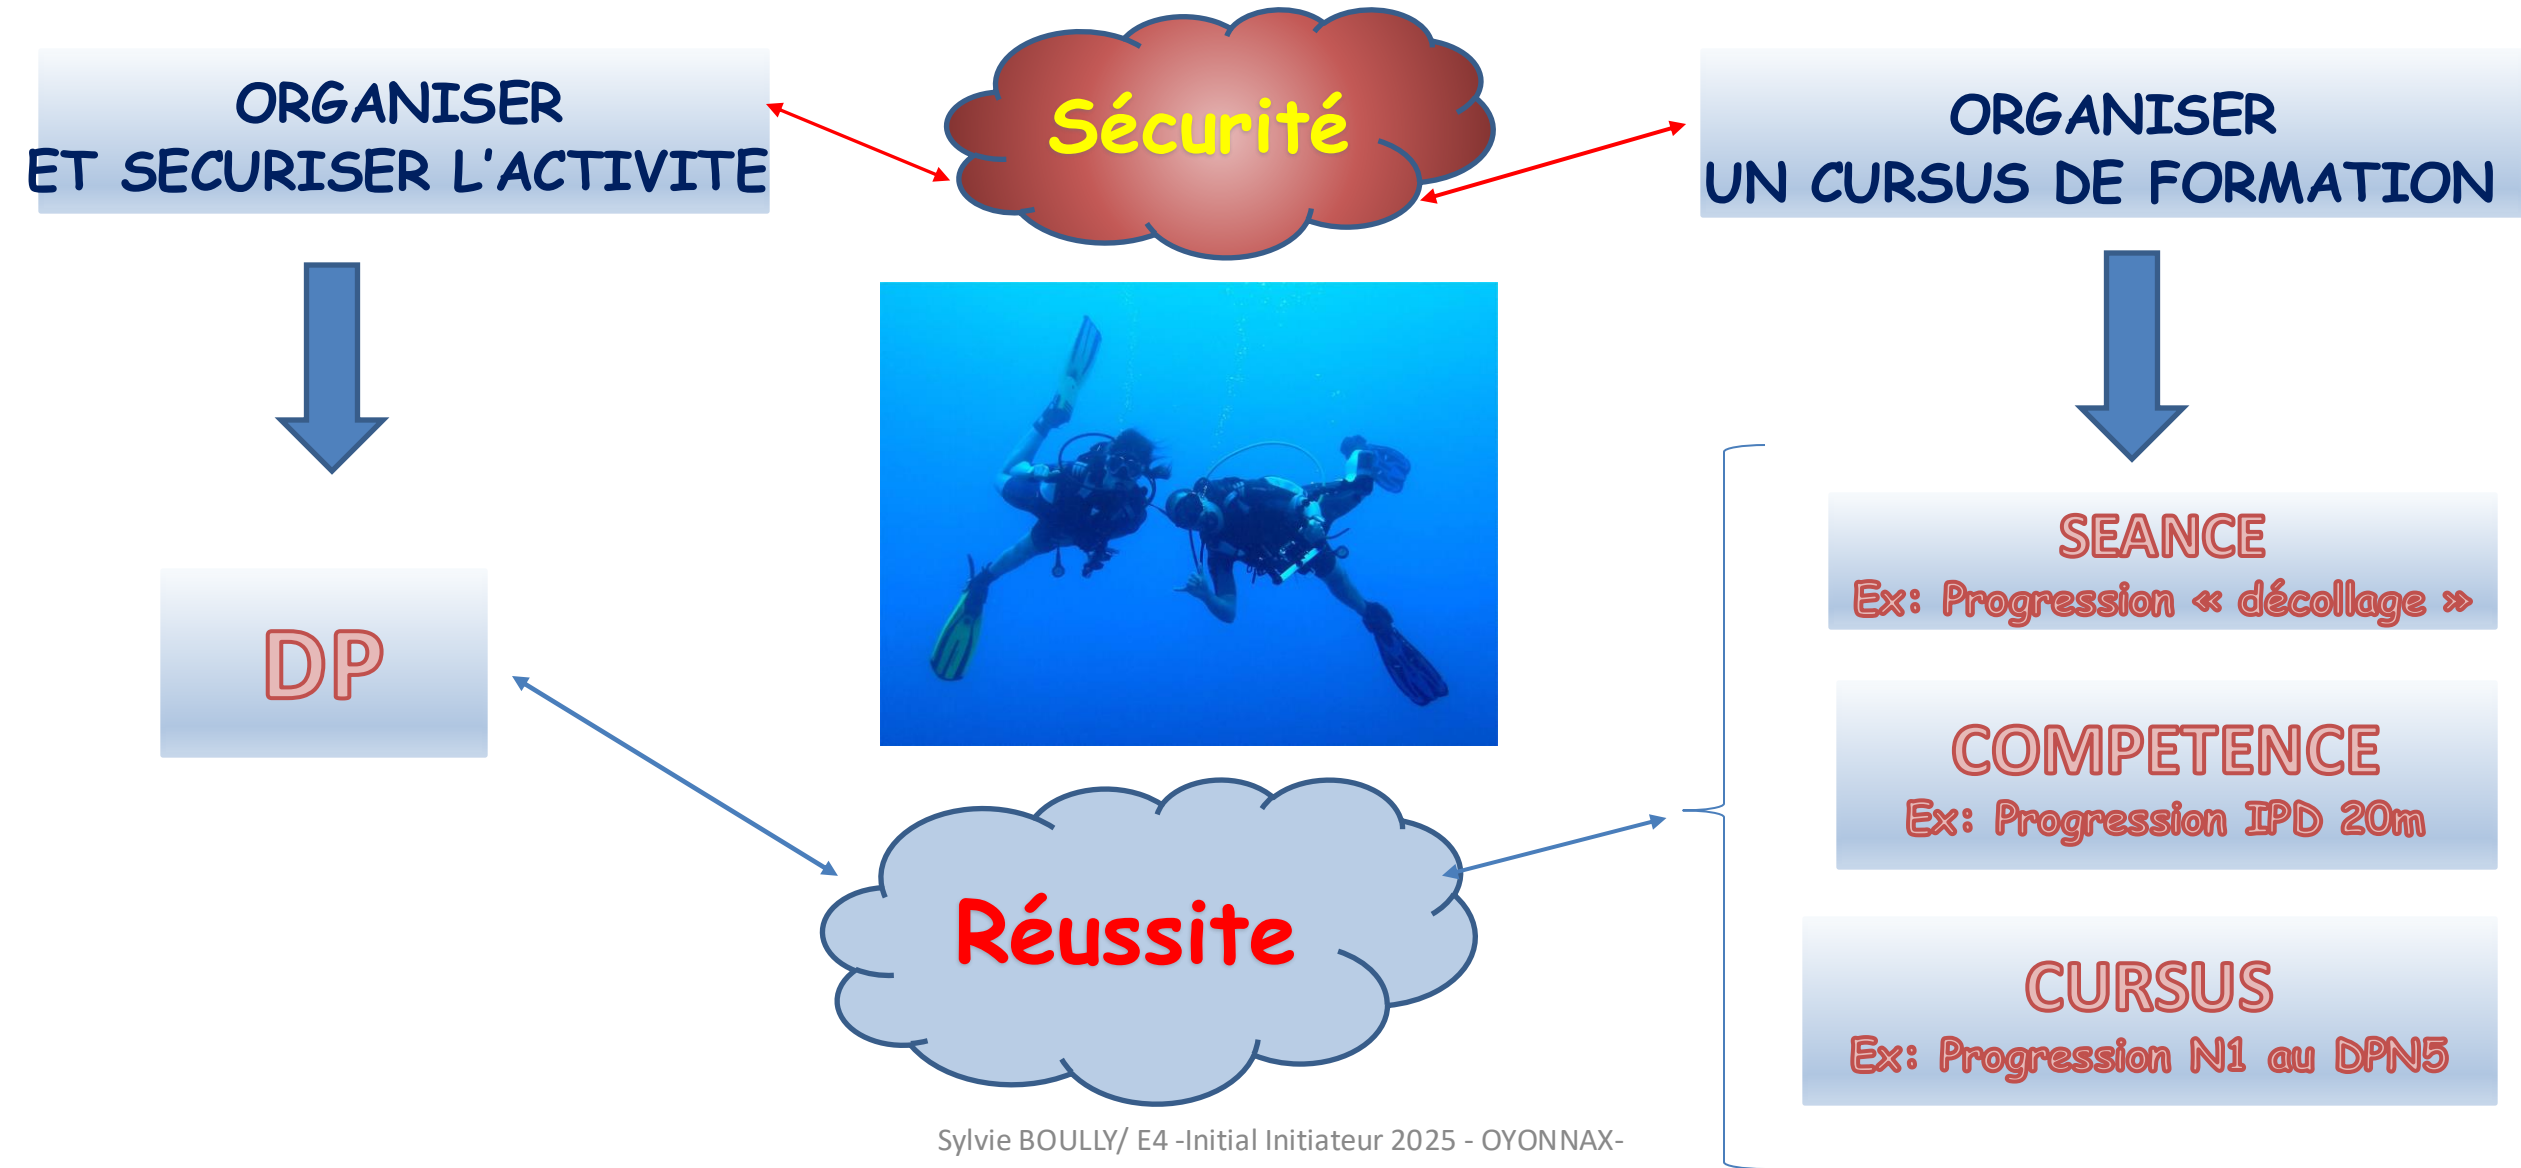 ORGANISER
ET SECURISER L'ACTIVITE
Sécurité
ORGANISER
UN CURSUS DE FORMATION
DP
SEANCE
Ex: Progression « décollage »
COMPETENCE
Ex: Progression IPD 20m
CURSUS
Ex: Progression N1 au DPN5
Réussite
Sylvie BOULLY/ E4 -Initial Initiateur 2025 - OYONNAX-